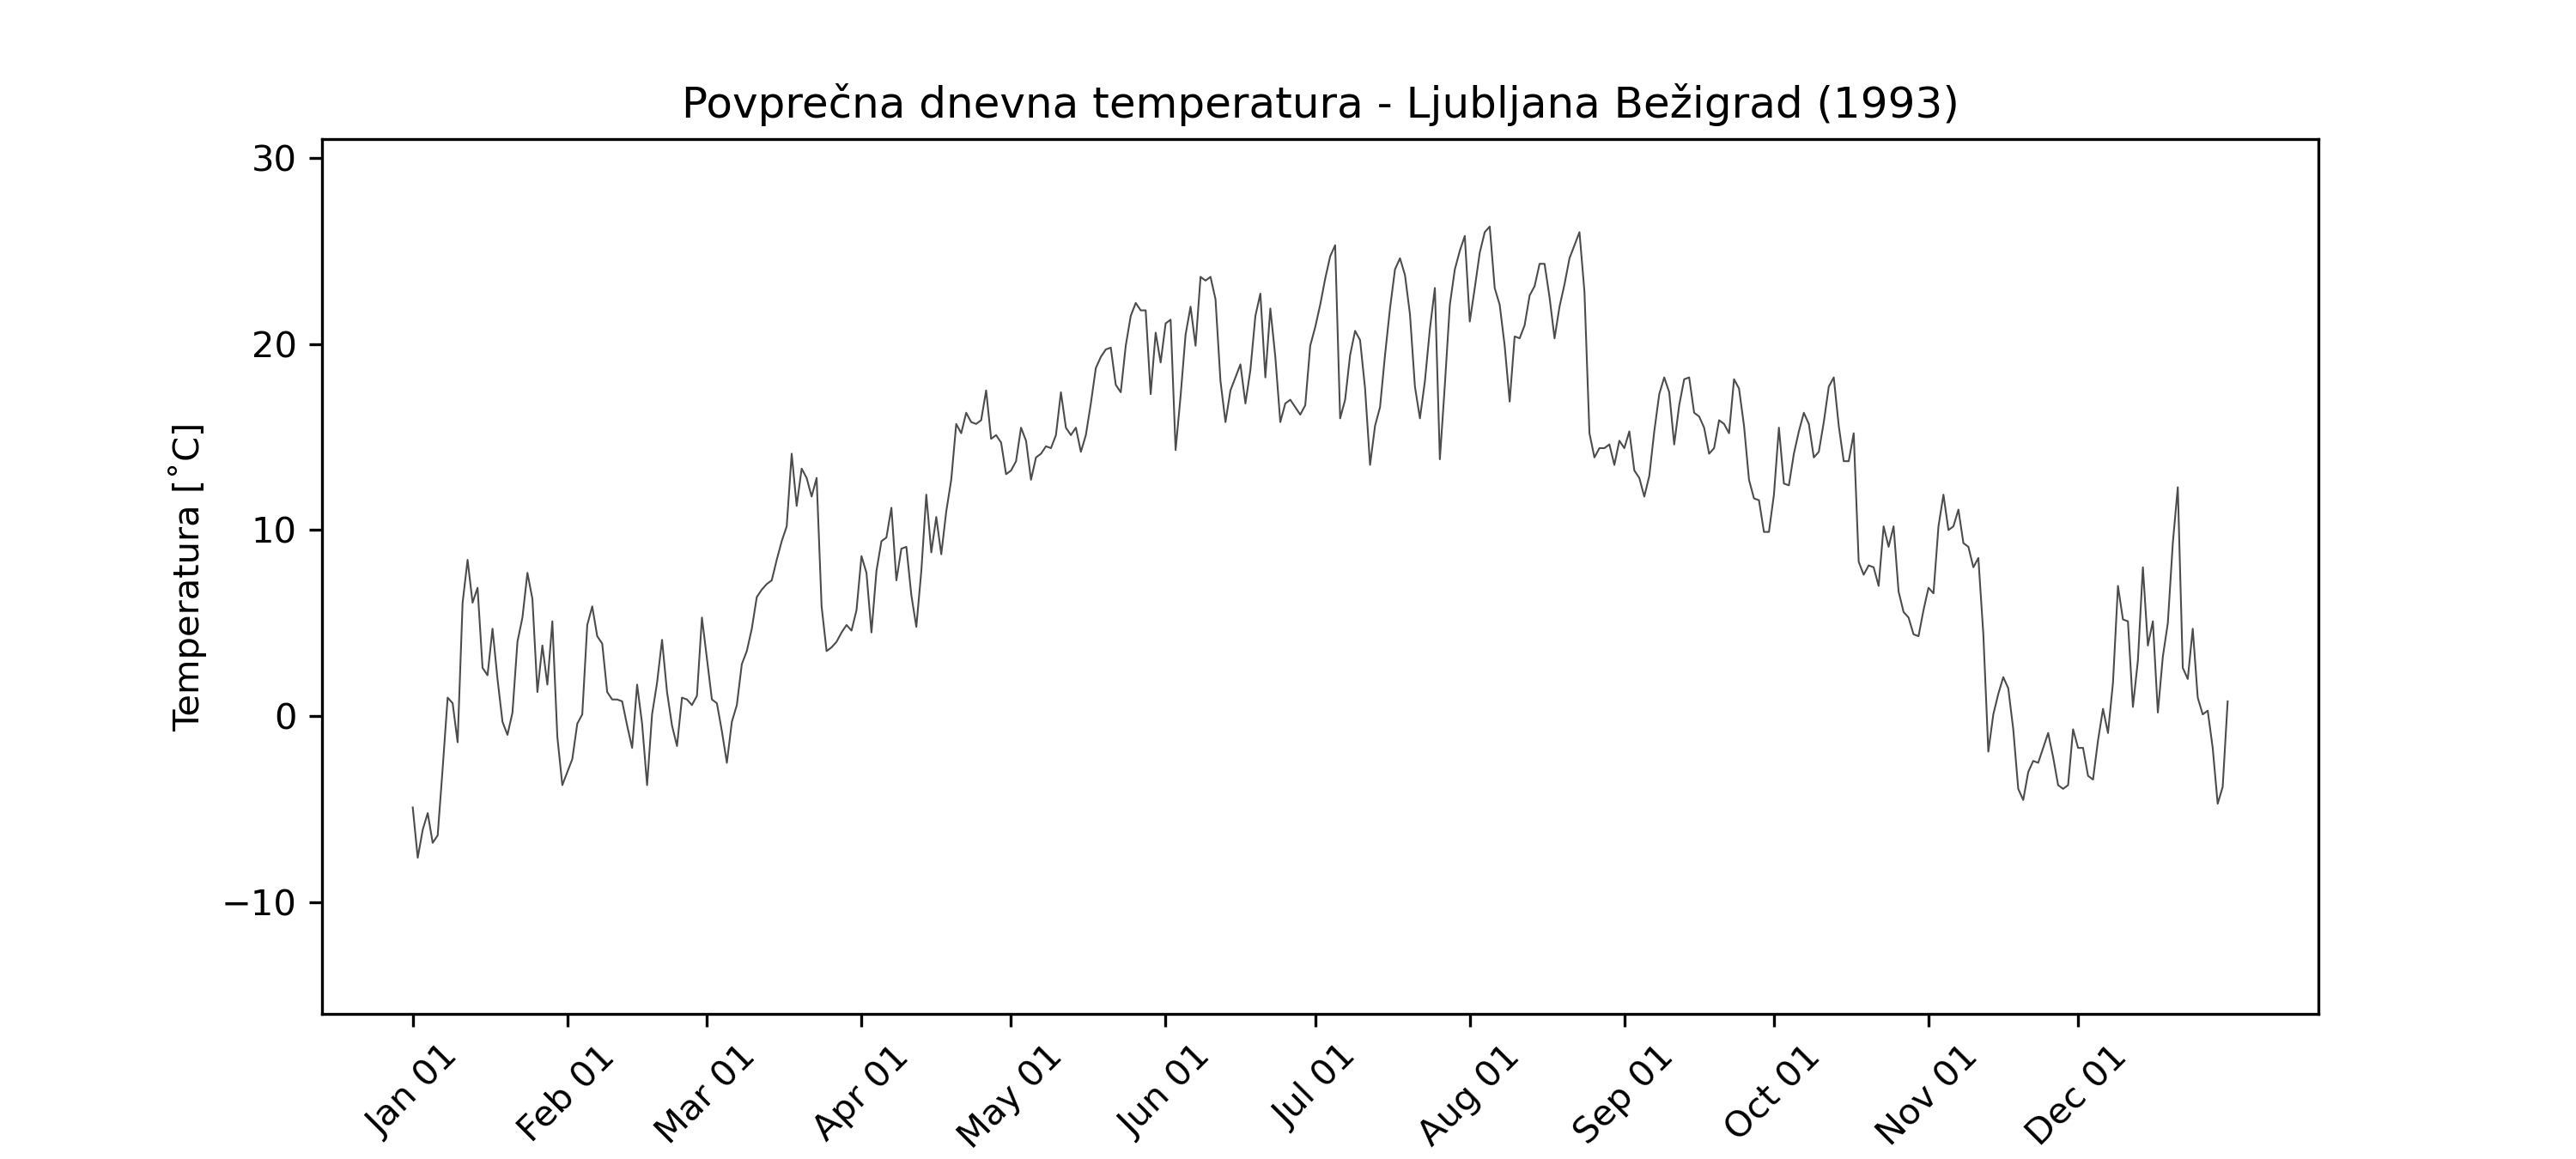 Povprečna dnevna temperatura - Ljubljana Bežigrad (1993)
Temperatura [˚C]
30
20
10
0
−10
Jan 01
Feb 01
Mar 01
Apr 01
May 01
Jun 01
Jul 01
Aug 01
Sep 01
Oct 01
Nov 01
Dec 01